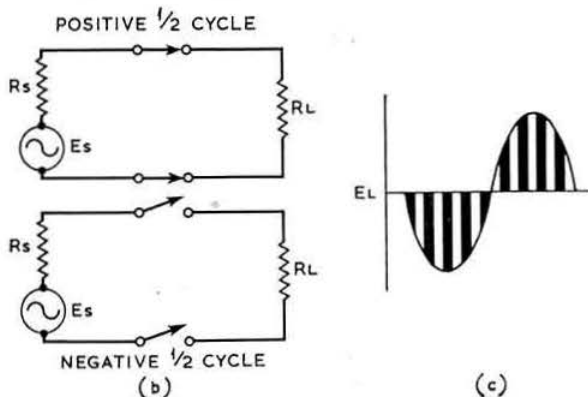 POSITIVE 1/2 CYCLE
Rs
Es
RL
Rs
Es
RL
NEGATIVE 1/2 CYCLE
(b)
EL
(c)